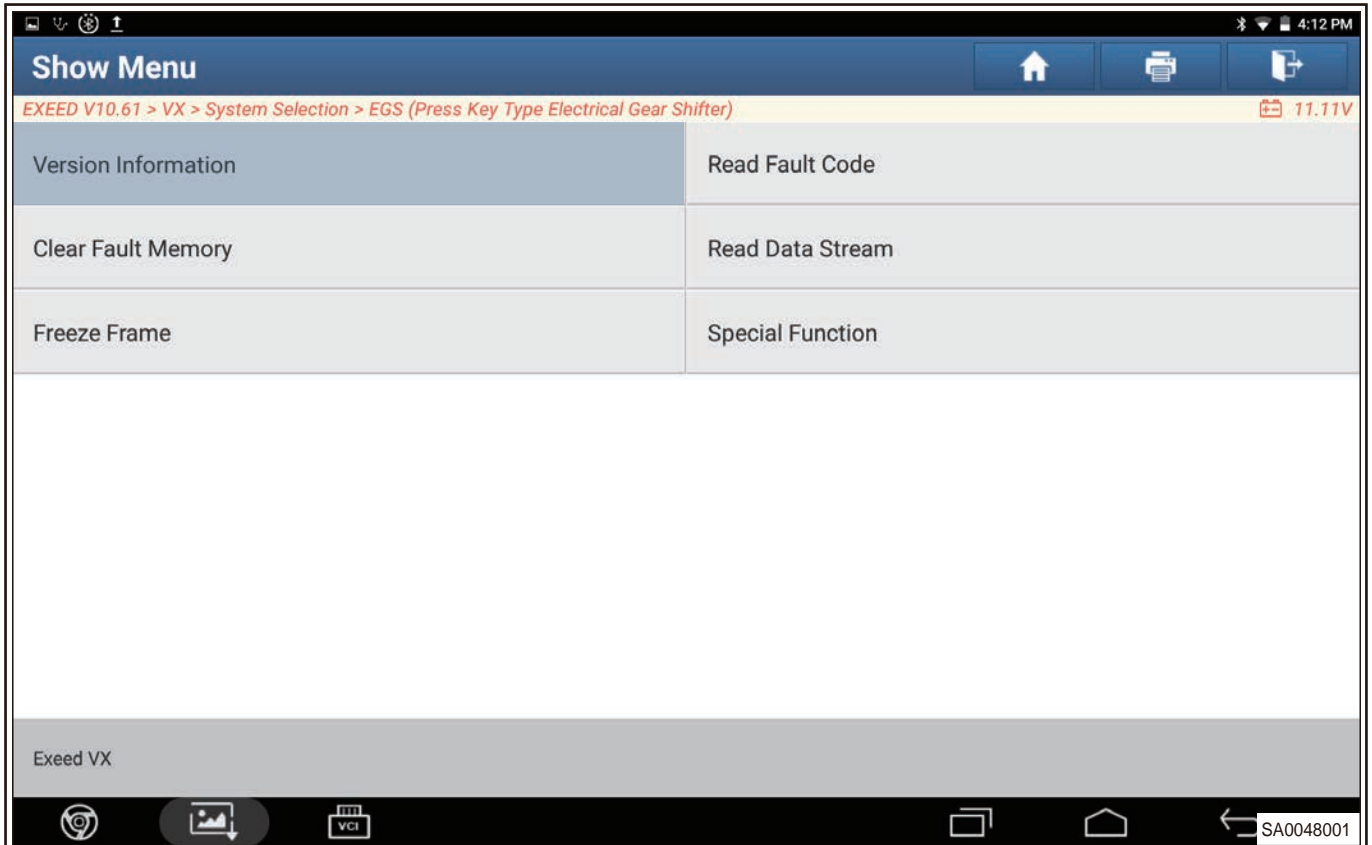 4:12 PM
Show Menu
EXEED V10.61 > VX > System Selection > EGS (Press Key Type Electrical Gear Shifter)
11.11V
Version Information
Read Fault Code
Clear Fault Memory
Read Data Stream
Freeze Frame
Special Function
Exeed VX
VCI
SA0048001